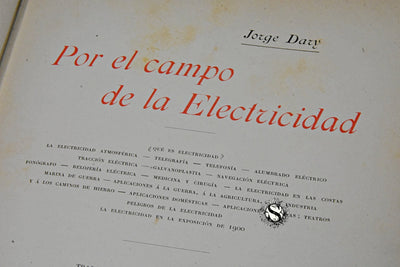 Jorge Dary
Por el campo
de la Electricidad
¿QUÉ ES ELECTRICIDAD?
LA ELECTRICIDAD ATMOSFÉRICA — TELEGRAFÍA — TELEFONÍA — ALUMBRADO ELÉCTRICO
TRACCIÓN ELÉCTRICA — GALVANOPLASTIA — NAVEGACIÓN ELÉCTRICA
FONÓGRAFO — RELOJERÍA ELÉCTRICA — MEDICINA Y CIRUGÍA — LA ELECTRICIDAD EN LAS COSTAS
MARINA DE GUERRA — APLICACIONES Á LA GUERRA, Á LA AGRICULTURA, INDUSTRIA
Y Á LOS CAMINOS DE HIERRO — APLICACIONES DOMÉSTICAS — TEATROS
PELIGROS DE LA ELECTRICIDAD
LA ELECTRICIDAD EN LA EXPOSICIÓN DE 1900
S